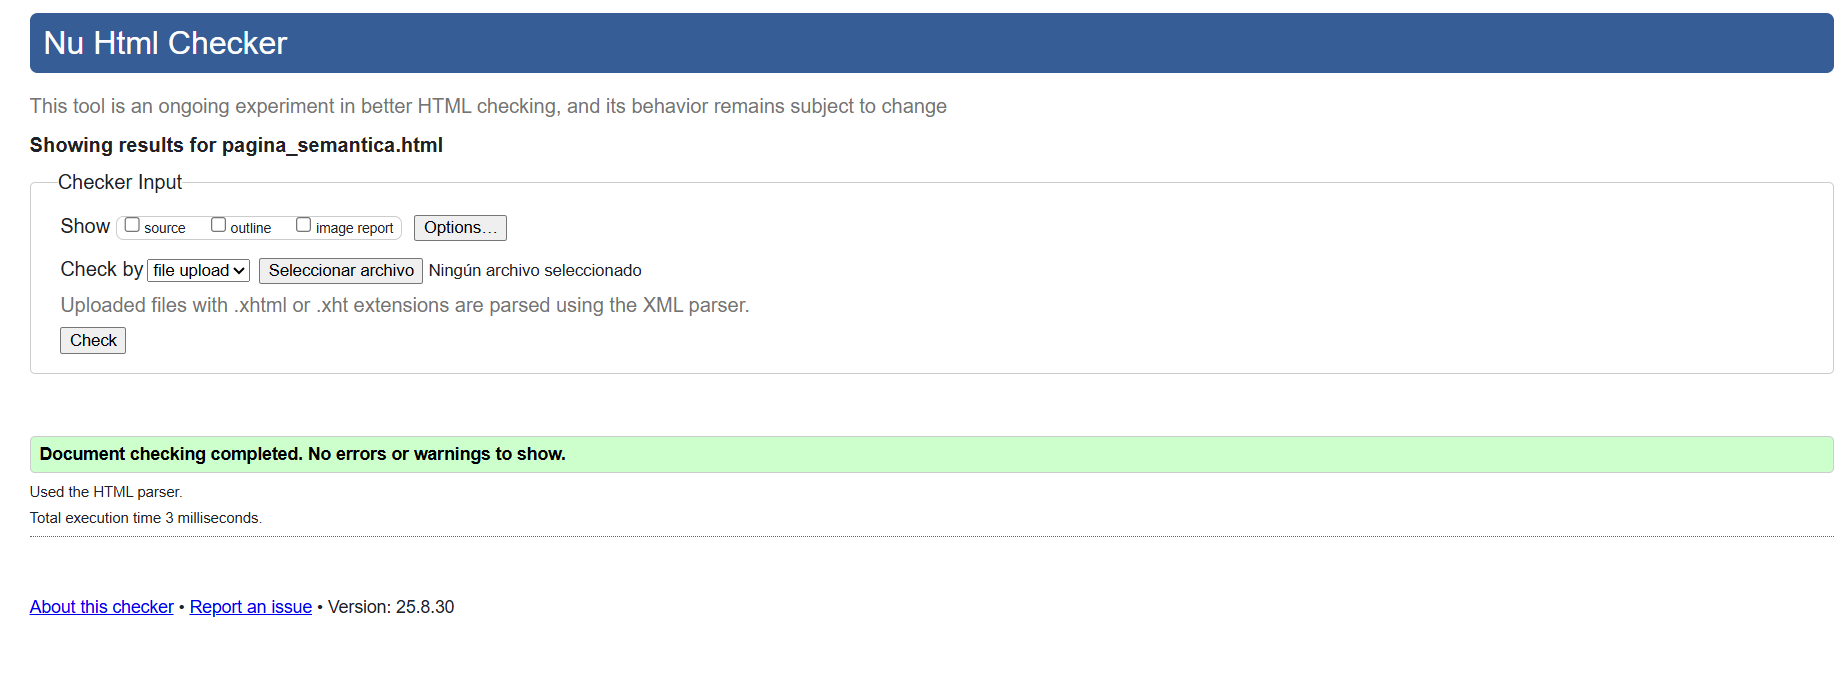 Nu Html Checker
This tool is an ongoing experiment in better HTML checking, and its behavior remains subject to change
Showing results for pagina_semantica.html
Checker Input
Show source outline image report Options...
Check by file upload Seleccionar archivo Ningún archivo seleccionado
Uploaded files with .xhtml or .xht extensions are parsed using the XML parser.
Check
Document checking completed. No errors or warnings to show.
Used the HTML parser.
Total execution time 3 milliseconds.
About this checker • Report an issue • Version: 25.8.30